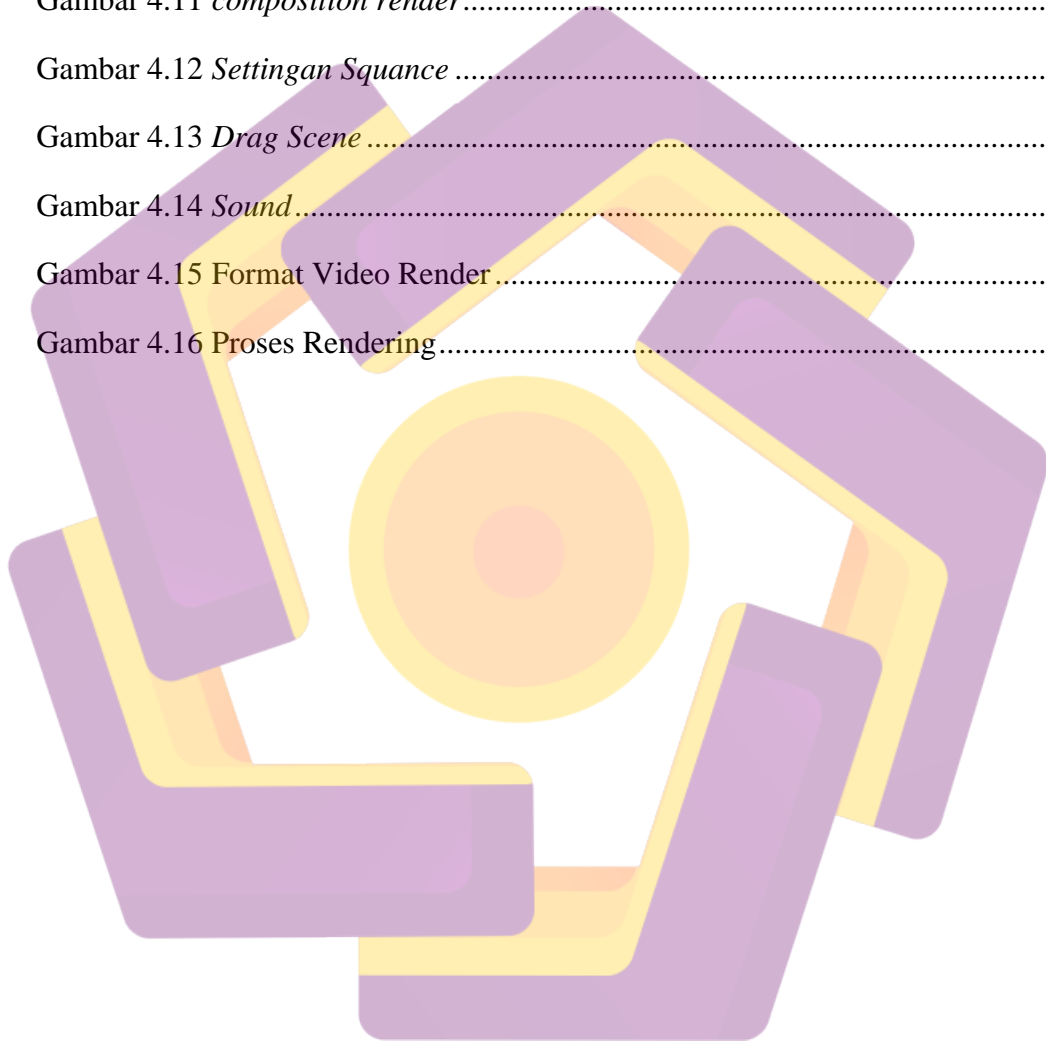 Gambar 4.11 composition render................................................................
Gambar 4.12 Settingan Squance .................................................................
Gambar 4.13 Drag Scene ............................................................................
Gambar 4.14 Sound.....................................................................................
Gambar 4.15 Format Video Render ............................................................
Gambar 4.16 Proses Rendering...................................................................